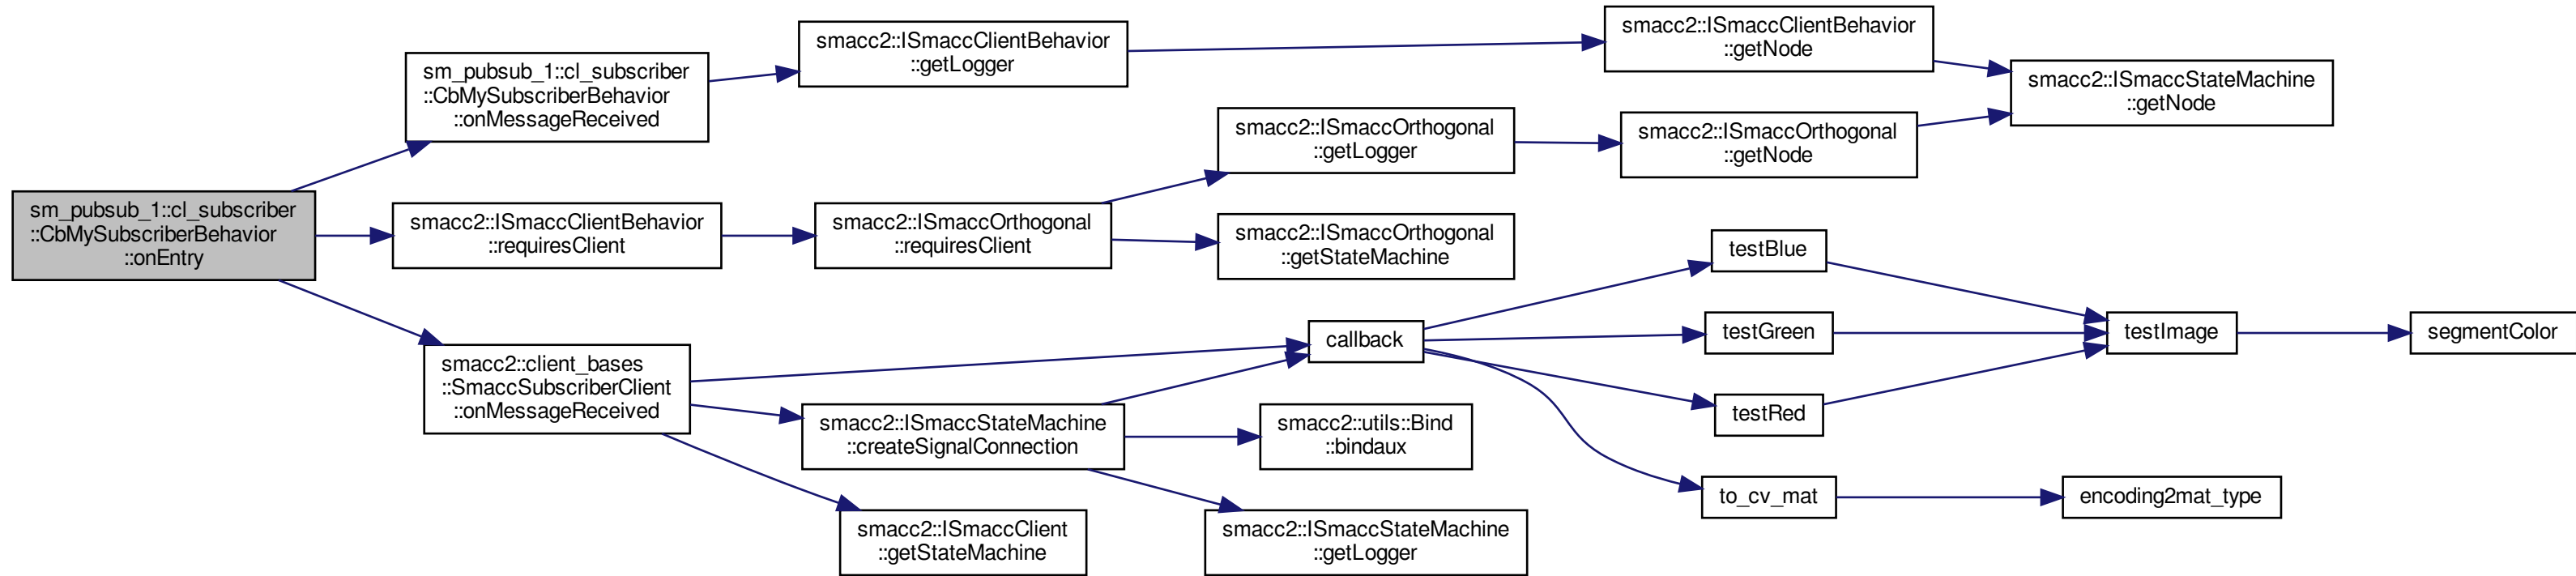 sm_pubsub_1::cl_subscriber
::CbMySubscriberBehavior
::onEntry
sm_pubsub_1::cl_subscriber
::CbMySubscriberBehavior
::onMessageReceived
smacc2::ISmaccClientBehavior
::getLogger
smacc2::ISmaccClientBehavior
::getNode
smacc2::ISmaccStateMachine
::getNode
smacc2::ISmaccClientBehavior
::requiresClient
smacc2::ISmaccOrthogonal
::requiresClient
smacc2::ISmaccOrthogonal
::getLogger
smacc2::ISmaccOrthogonal
::getNode
smacc2::ISmaccOrthogonal
::getStateMachine
smacc2::client_bases
::SmaccSubscriberClient
::onMessageReceived
callback
testBlue
testGreen
testRed
testImage
segmentColor
to_cv_mat
encoding2mat_type
smacc2::ISmaccStateMachine
::createSignalConnection
smacc2::utils::Bind
::bindaux
smacc2::ISmaccStateMachine
::getLogger
smacc2::ISmaccClient
::getStateMachine